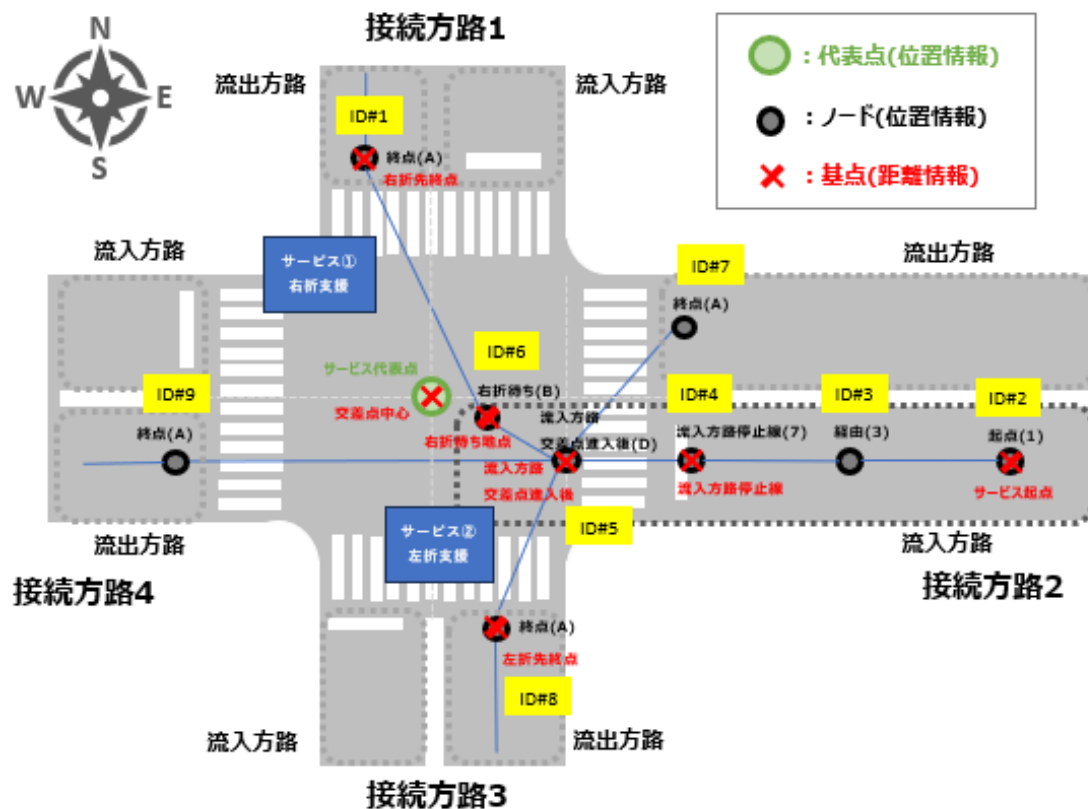 接続方路1
N
W
E
S
流出方路
流入方路
ID#1
終点(A)
右折先終点
：代表点(位置情報)
：ノード(位置情報)
：基点(距離情報)
流入方路
サービス①
右折支援
ID#7
流出方路
終点(A)
ID#6
サービス代表点
交差点中心
右折待ち(B)
右折待ち地点
ID#9
終点(A)
流入方路
交差点進入後(D)
流入方路
交差点進入後
ID#4
流入方路停止線(7)
流入方路停止線
ID#3
経由(3)
ID#2
起点(1)
サービス起点
サービス②
左折支援
ID#5
流出方路
接続方路4
流入方路
接続方路2
終点(A)
左折先終点
ID#8
流入方路
流出方路
接続方路3